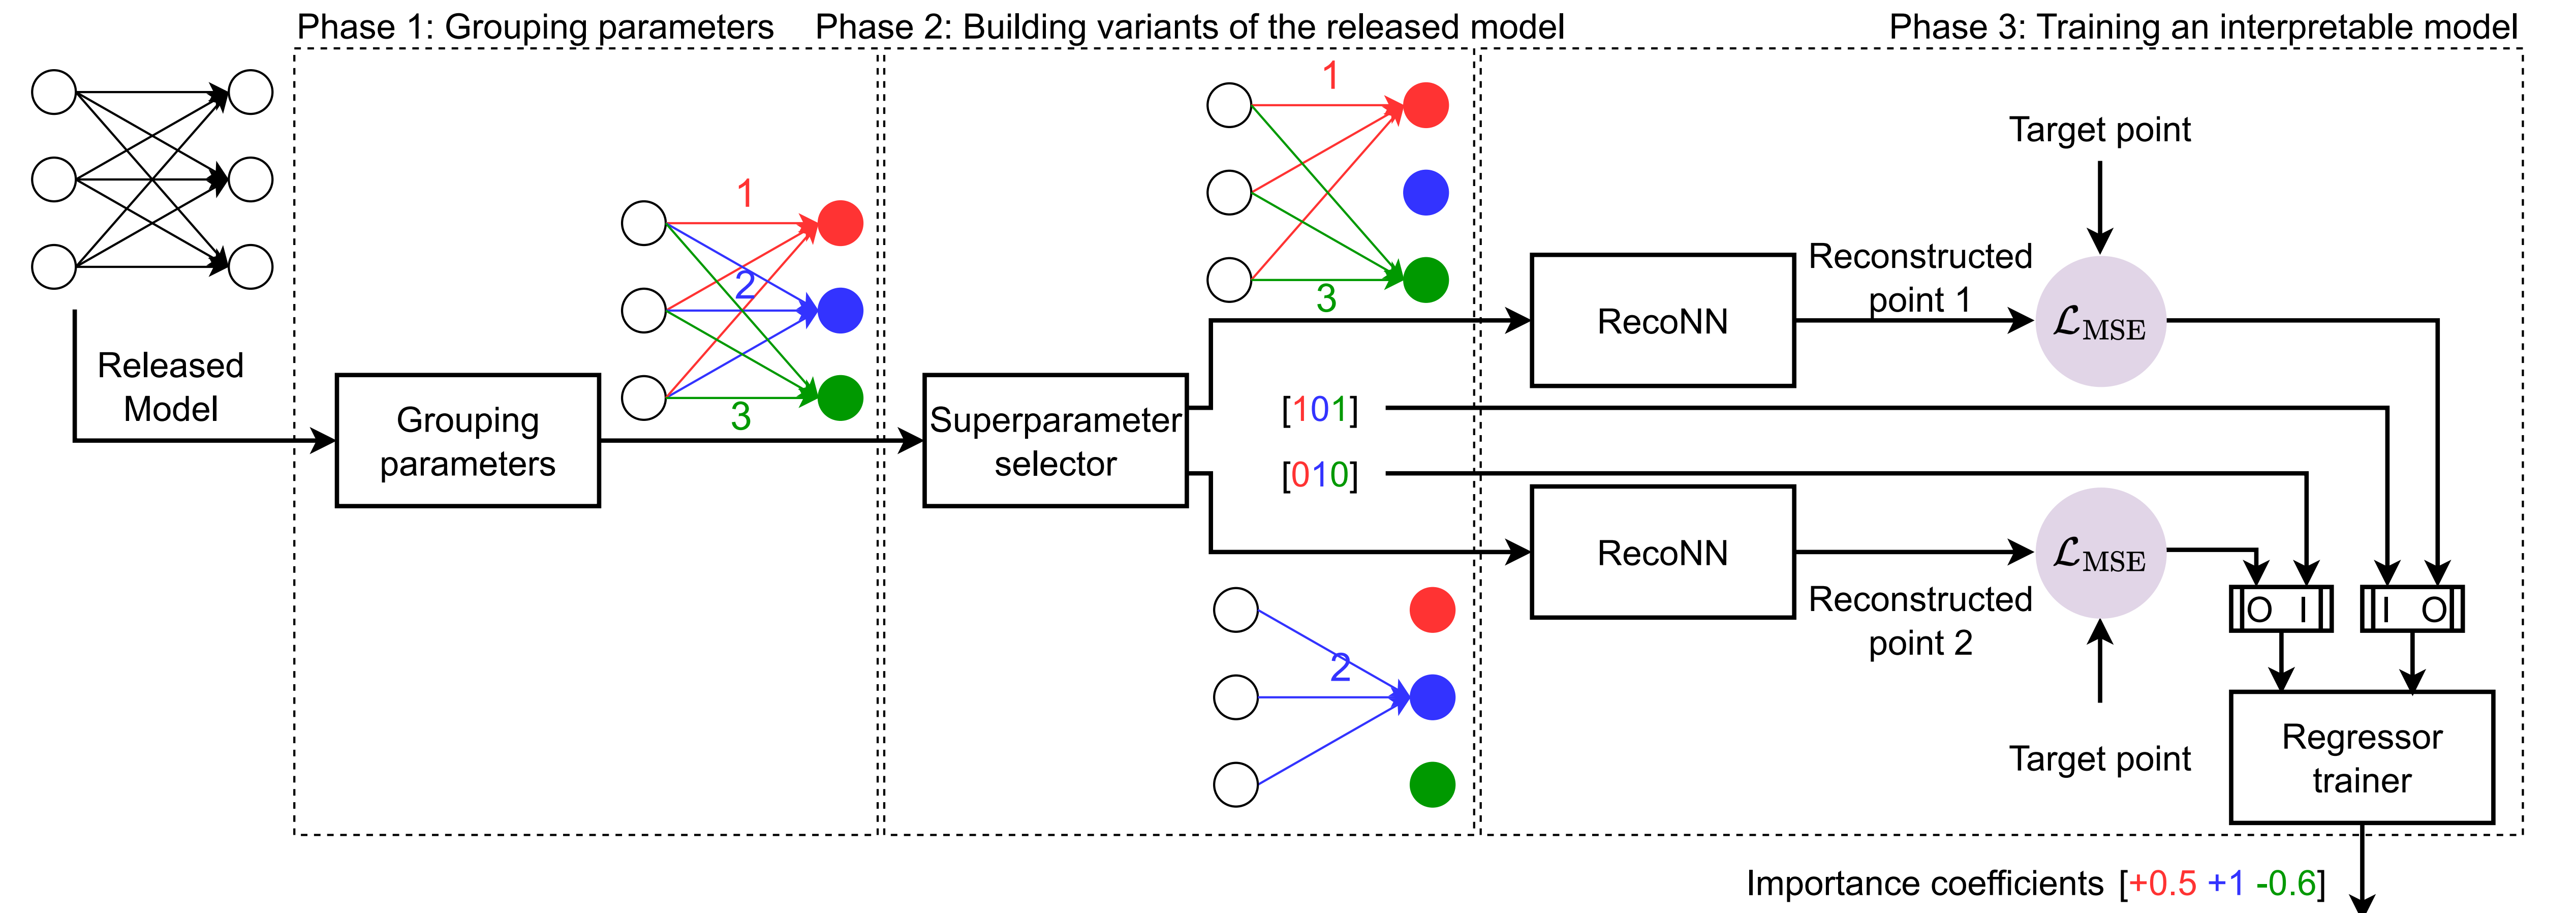 Phase 1: Grouping parameters
Phase 2: Building variants of the released model
Phase 3: Training an interpretable model
Released
Model
Grouping
parameters
1
2
3
Superparameter
selector
1
3
[101]
[010]
2
RecoNN
Reconstructed
point 1
Target point
ℒMSE
RecoNN
Reconstructed
point 2
ℒMSE
Target point
O I
I O
Regressor
trainer
Importance coefficients [+0.5 +1 -0.6]